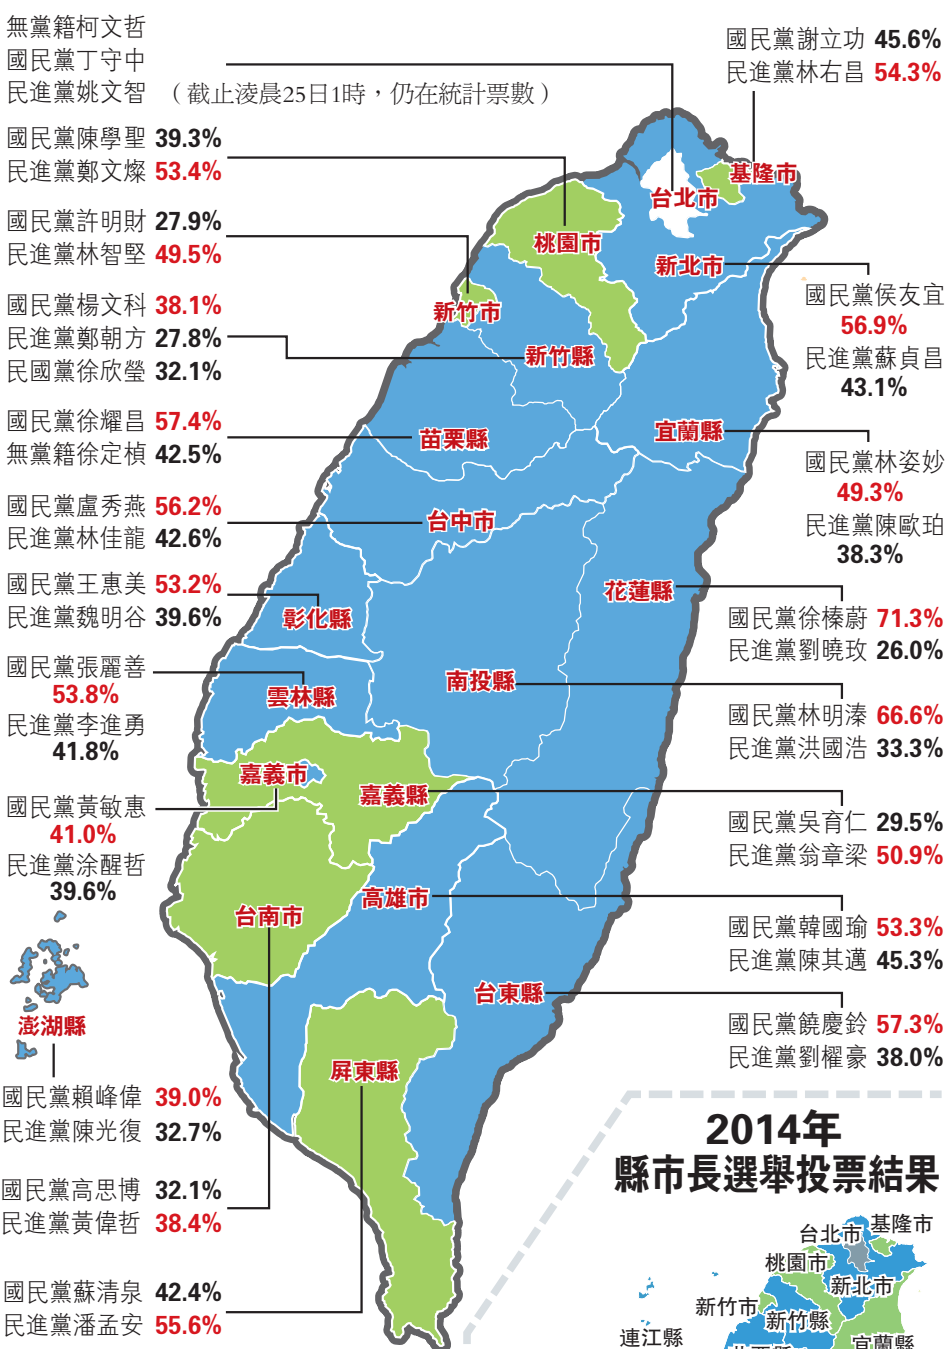 無黨籍柯文哲
國民黨丁守中
民進黨姚文智 （截止淩晨25日1時，仍在統計票數）
國民黨謝立功 45.6%
民進黨林右昌 54.3%
國民黨陳學聖 39.3%
民進黨鄭文燦 53.4%
國民黨許明財 27.9%
民進黨林智堅 49.5%
國民黨楊文科 38.1%
民進黨鄭朝方 27.8%
民國黨徐欣瑩 32.1%
國民黨徐耀昌 57.4%
無黨籍徐定楨 42.5%
國民黨盧秀燕 56.2%
民進黨林佳龍 42.6%
國民黨王惠美 53.2%
民進黨魏明谷 39.6%
國民黨張麗善
53.8%
民進黨李進勇
41.8%
國民黨黃敏惠
41.0%
民進黨涂醒哲
39.6%
基隆市
台北市
桃園市
新北市
新竹市
新竹縣
苗栗縣
宜蘭縣
台中市
花蓮縣
彰化縣
南投縣
雲林縣
嘉義市
嘉義縣
高雄市
台南市
台東縣
屏東縣
澎湖縣
國民黨侯友宜
56.9%
民進黨蘇貞昌
43.1%
國民黨林姿妙
49.3%
民進黨陳歐珀
38.3%
國民黨徐榛蔚 71.3%
民進黨劉曉玫 26.0%
國民黨林明溱 66.6%
民進黨洪國浩 33.3%
國民黨吳育仁 29.5%
民進黨翁章梁 50.9%
國民黨韓國瑜 53.3%
民進黨陳其邁 45.3%
國民黨饒慶鈴 57.3%
民進黨劉櫂豪 38.0%
國民黨賴峰偉 39.0%
民進黨陳光復 32.7%
國民黨高思博 32.1%
民進黨黃偉哲 38.4%
國民黨蘇清泉 42.4%
民進黨潘孟安 55.6%
2014年
縣市長選舉投票結果
基隆市
台北市
桃園市
新北市
新竹市
新竹縣
連江縣
宜蘭縣